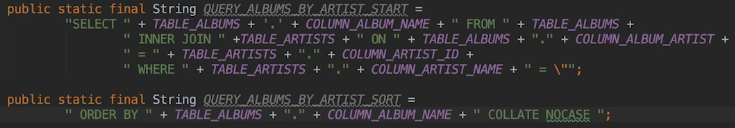 public static final String QUERY_ALBUMS_BY_ARTIST_START =
"SELECT " + TABLE_ALBUMS + '.' + COLUMN_ALBUM_NAME + " FROM " + TABLE_ALBUMS +
" INNER JOIN " +TABLE_ARTISTS + " ON " + TABLE_ALBUMS + "." + COLUMN_ALBUM_ARTIST +
" = " + TABLE_ARTISTS + "." + COLUMN_ARTIST_ID +
" WHERE " + TABLE_ARTISTS + "." + COLUMN_ARTIST_NAME + " = \"";
public static final String QUERY_ALBUMS_BY_ARTIST_SORT =
" ORDER BY " + TABLE_ALBUMS + "." + COLUMN_ALBUM_NAME + " COLLATE NOCASE ";